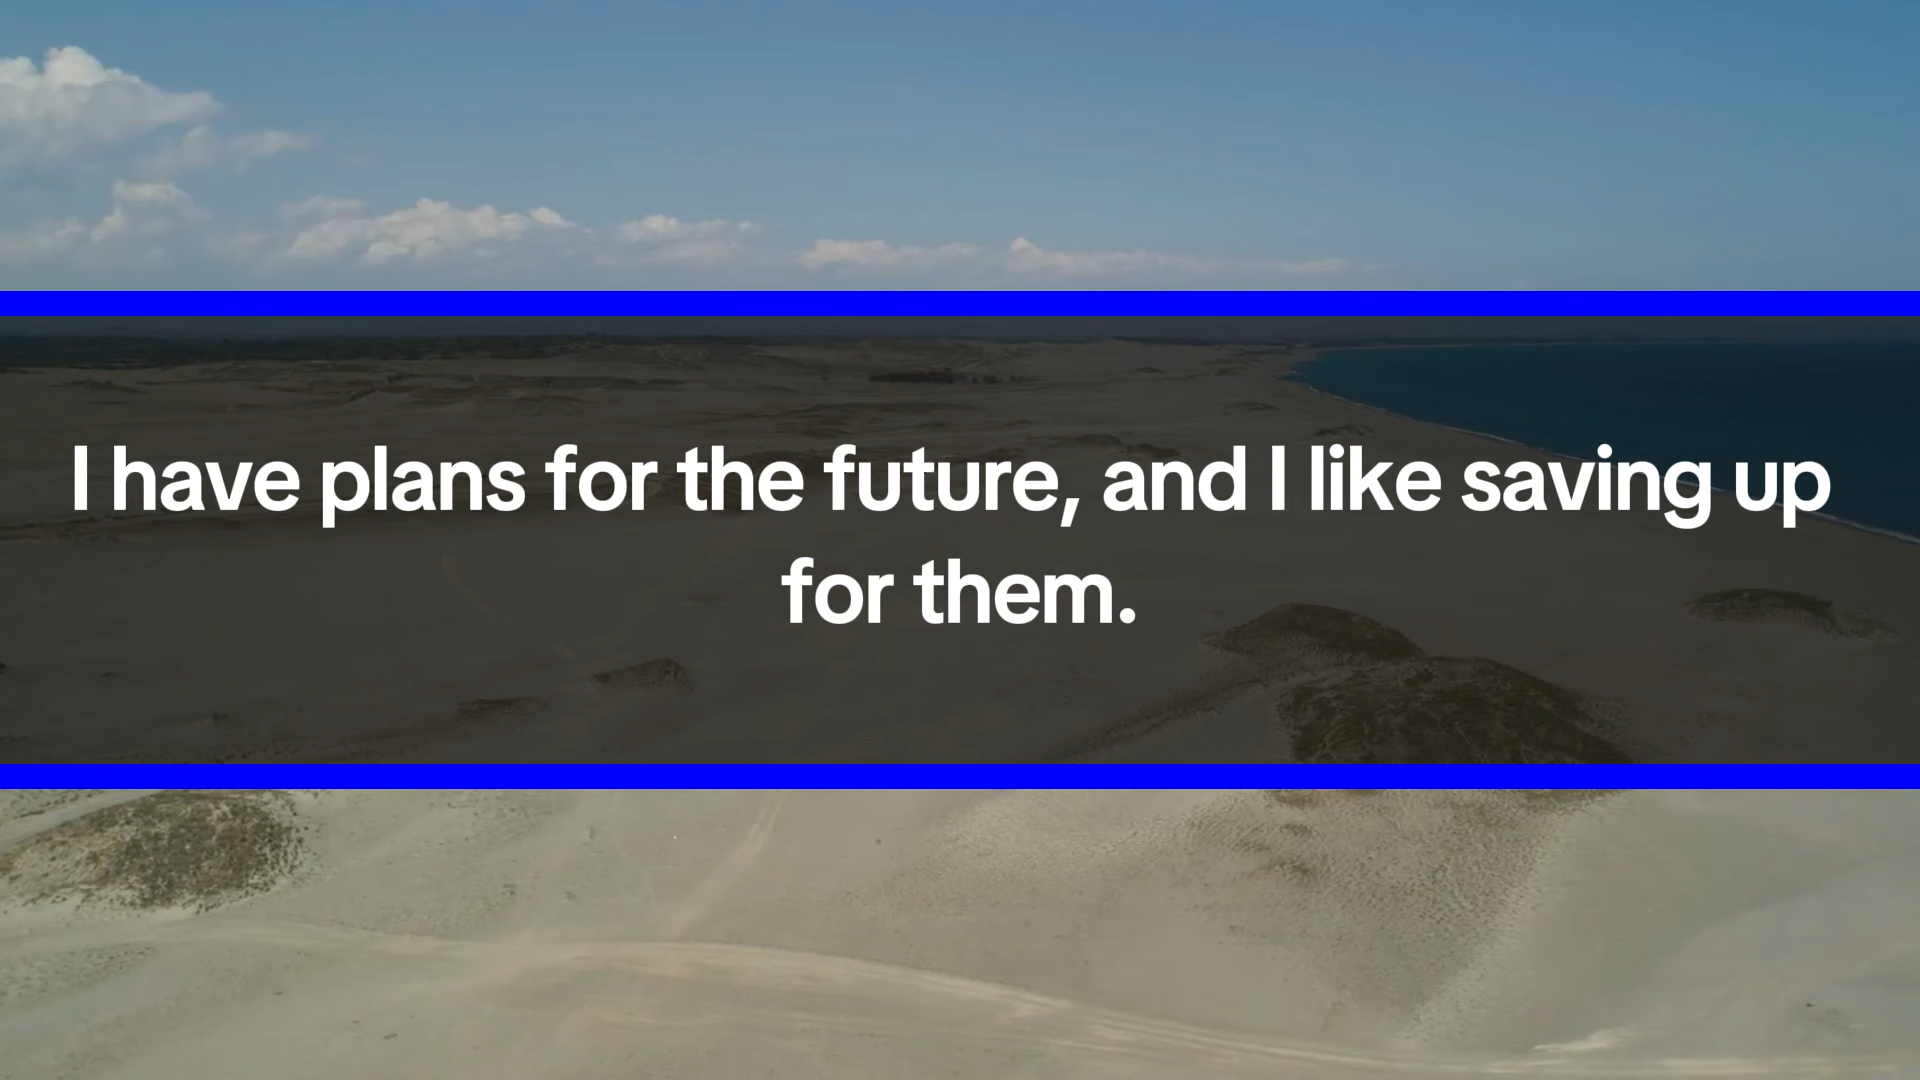 I have plans for the future, and I like saving up
for them.